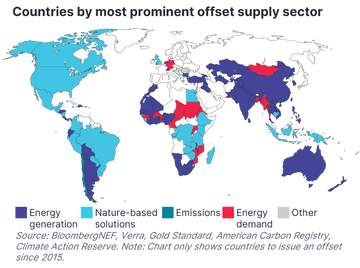 Countries by most prominent offset supply sector
Energy generation
Nature-based solutions
Emissions
Energy demand
Other
Source: BloombergNEF, Verra, Gold Standard, American Carbon Registry,
Climate Action Reserve. Note: Chart only shows countries to issue an offset
since 2015.